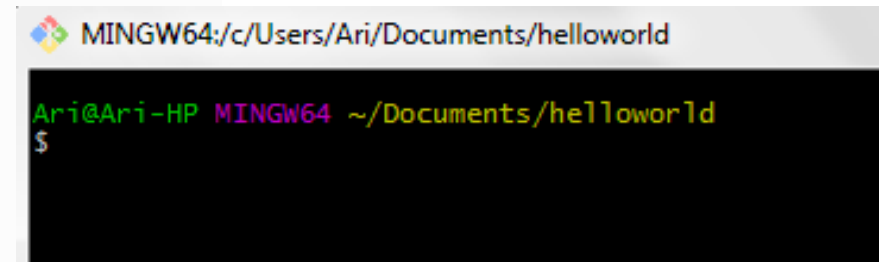 MINGW64:/c/Users/Ari/Documents/helloworld
Ari@Ari-HP MINGW64 ~/Documents/helloworld
$